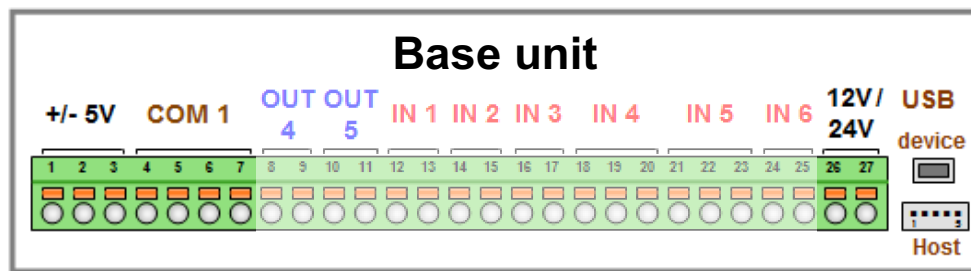 Base unit
+/- 5V COM 1 OUT 4 OUT 5 IN 1 IN 2 IN 3 IN 4 IN 5 IN 6 12V / 24V USB
device
1 2 3 4 5 6 7 8 9 10 11 12 13 14 15 16 17 18 19 20 21 22 23 24 25 26 27
1 5
Host